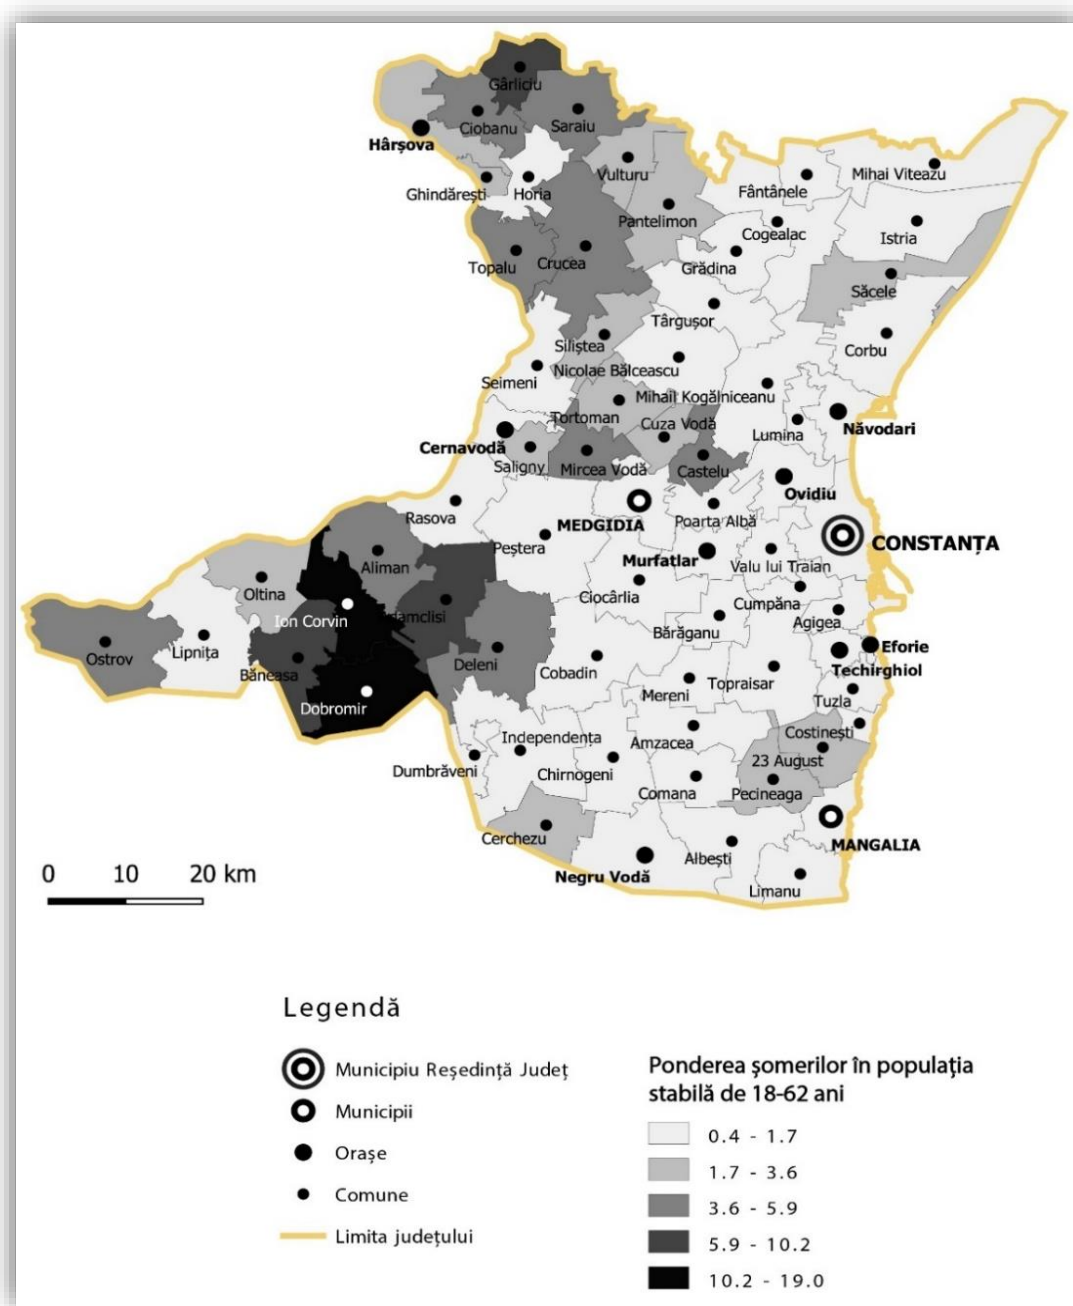 Gârliciu
Ciobanu
Saraiu
Hârșova
Vulturu
Mihai Viteazu
Ghindărești
Horia
Fântânele
Pantelimon
Cogealac
Istria
Topalu
Crucea
Grădina
Săcele
Târgușor
Siliștea
Corbu
Nicolae Bălceascu
Seimeni
Mihail Kogălniceanu
Tortoman
Cuza Vodă
Lumina
Năvodari
Cernavodă
Saligny
Mircea Vodă
Castelu
Ovidiu
Rasova
MEDGIDIA
Poarta Albă
CONSTANȚA
Peștera
Murfatlar
Valu lui Traian
Aliman
Oltina
Ciocârlia
Cumpăna
Ion Corvin
Adamclisi
Agigea
Bărăganu
Eforie
Ostrov
Lipnița
Băneasa
Deleni
Cobadin
Techirghiol
Mereni
Topraisar
Dobromir
Tuzla
Costinești
Independența
Amzacea
23 August
Dumbrăveni
Chirnogeni
Comana
Pecineaga
Cerchezu
MANGALIA
Albești
Negru Vodă
Limanu
0 10 20 km
Legendă
Municipiu Reședință Județ
Municipii
Orașe
Comune
Limita județului
Ponderea șomerilor în populația
stabilă de 18-62 ani
0.4 - 1.7
1.7 - 3.6
3.6 - 5.9
5.9 - 10.2
10.2 - 19.0